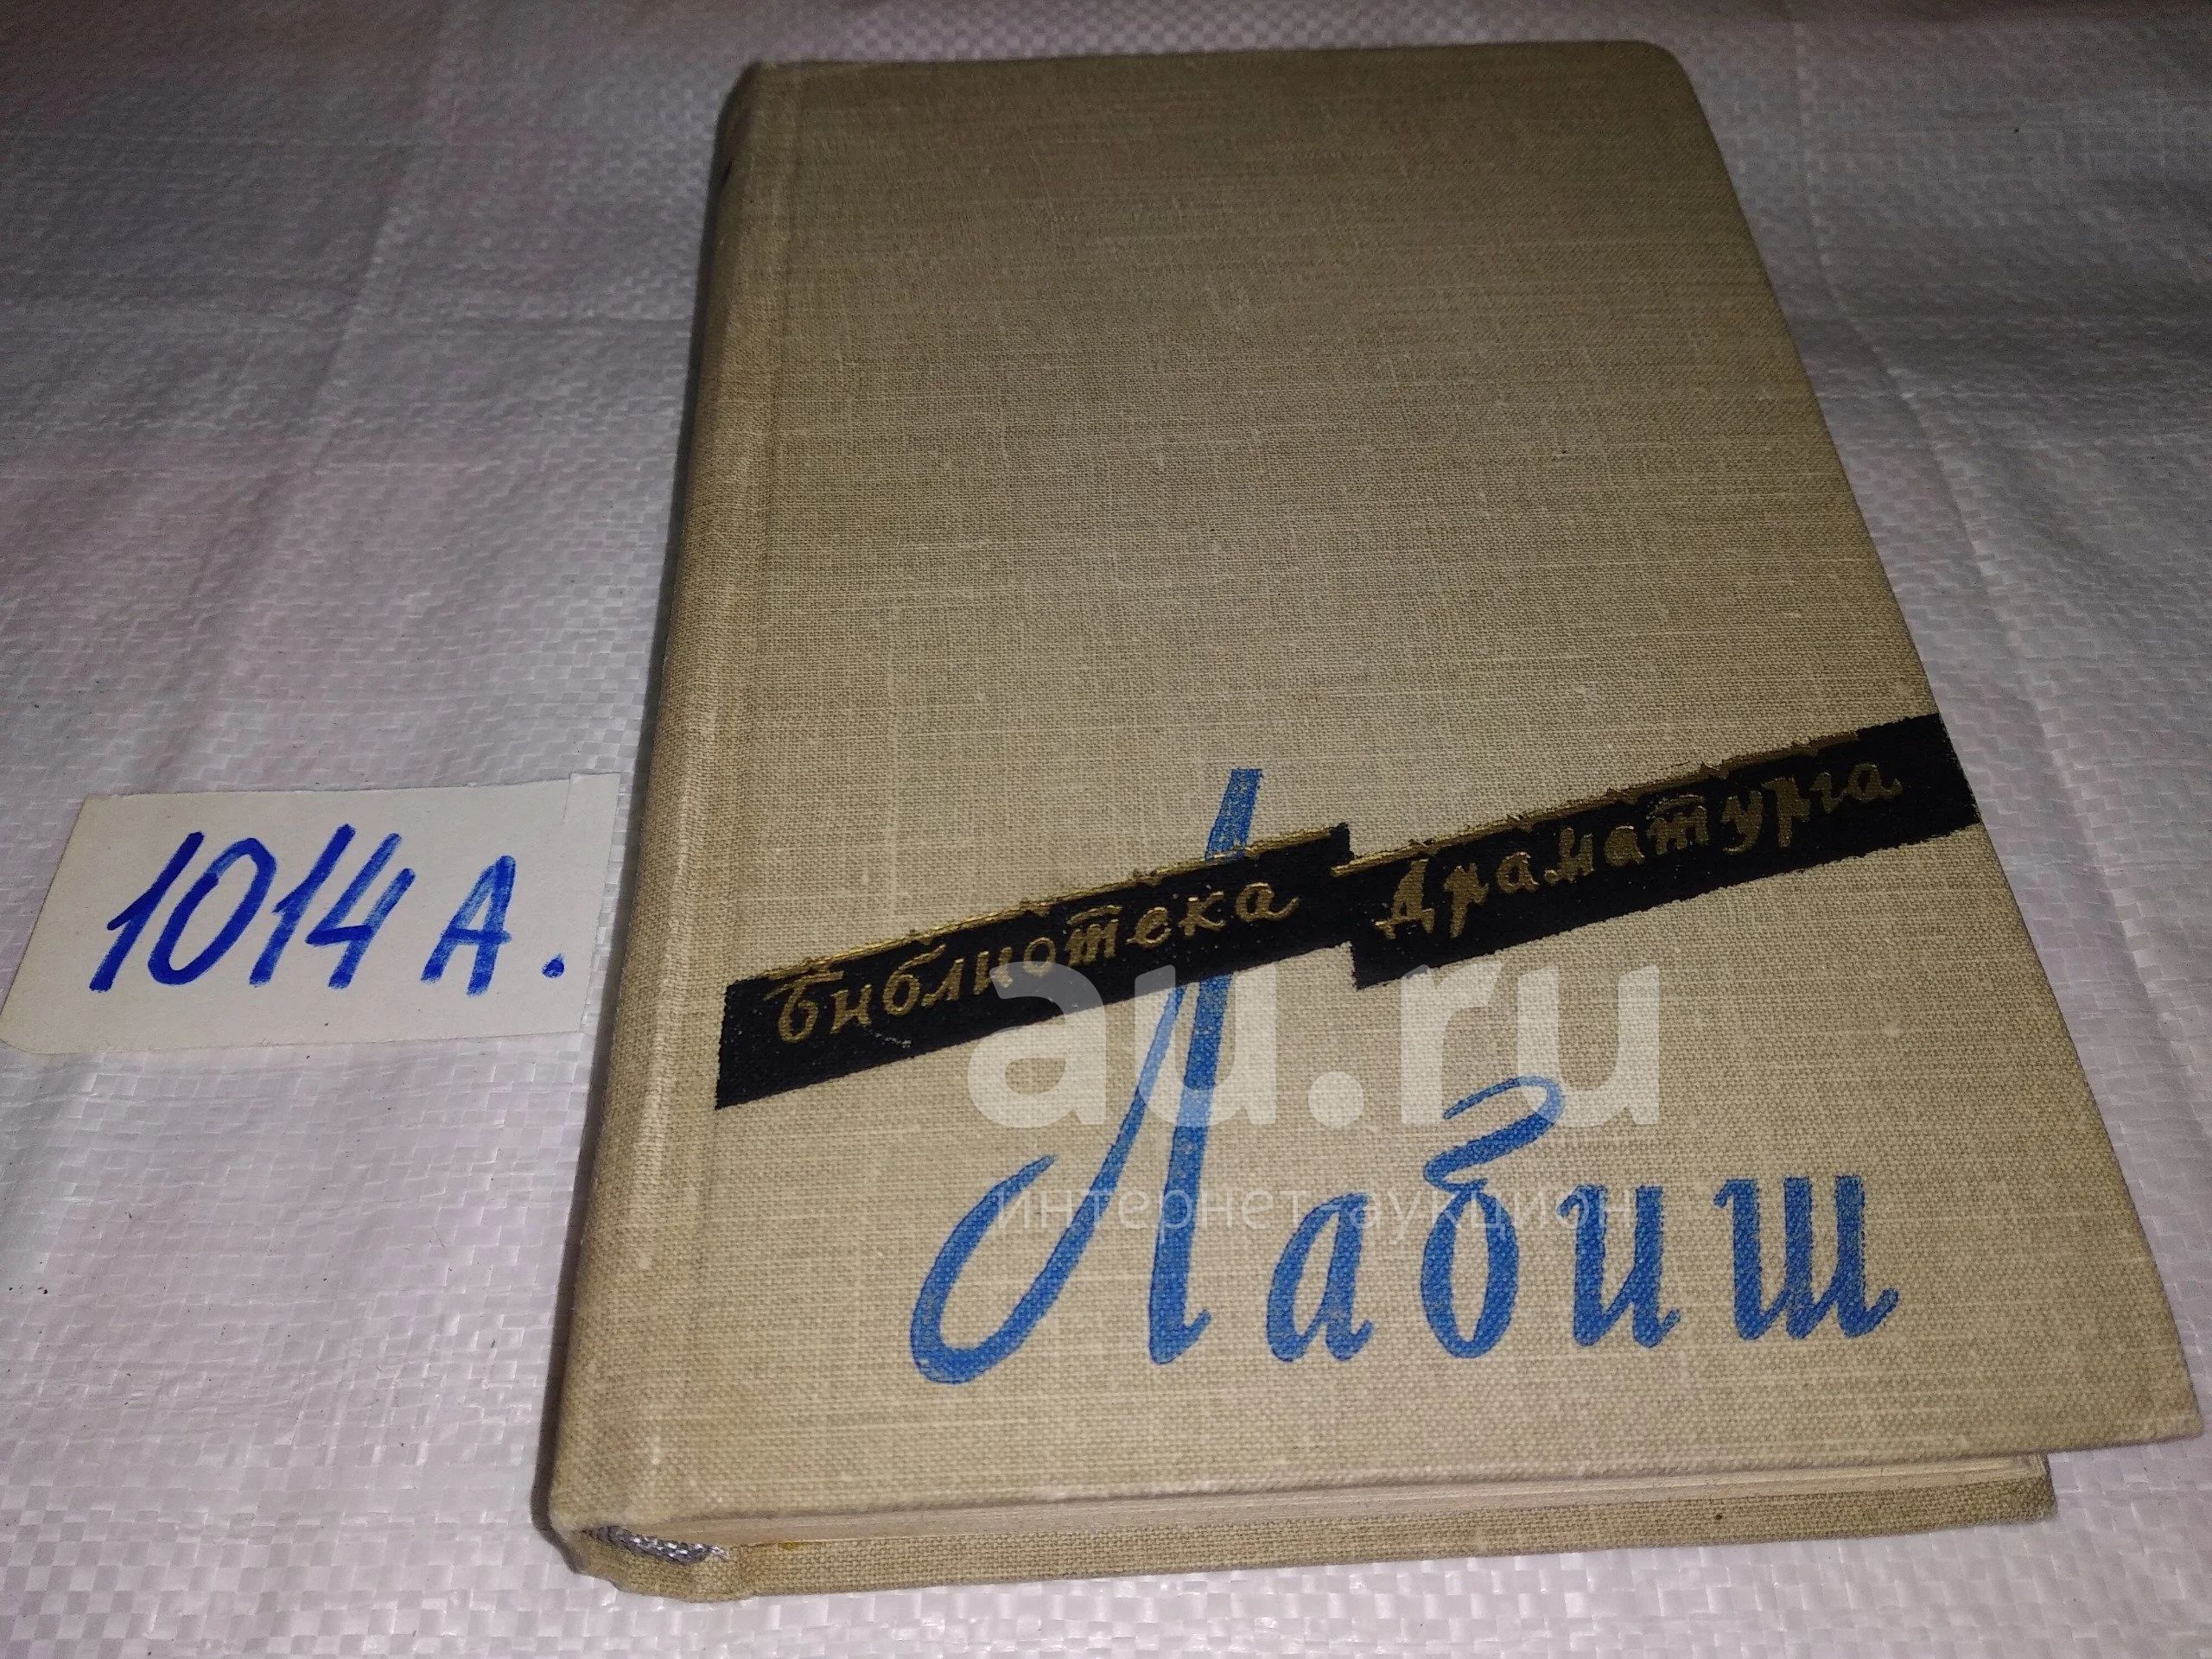 1014 А.
Библиотека Драматурга
Лабиш
au.ru
интернет аукцион